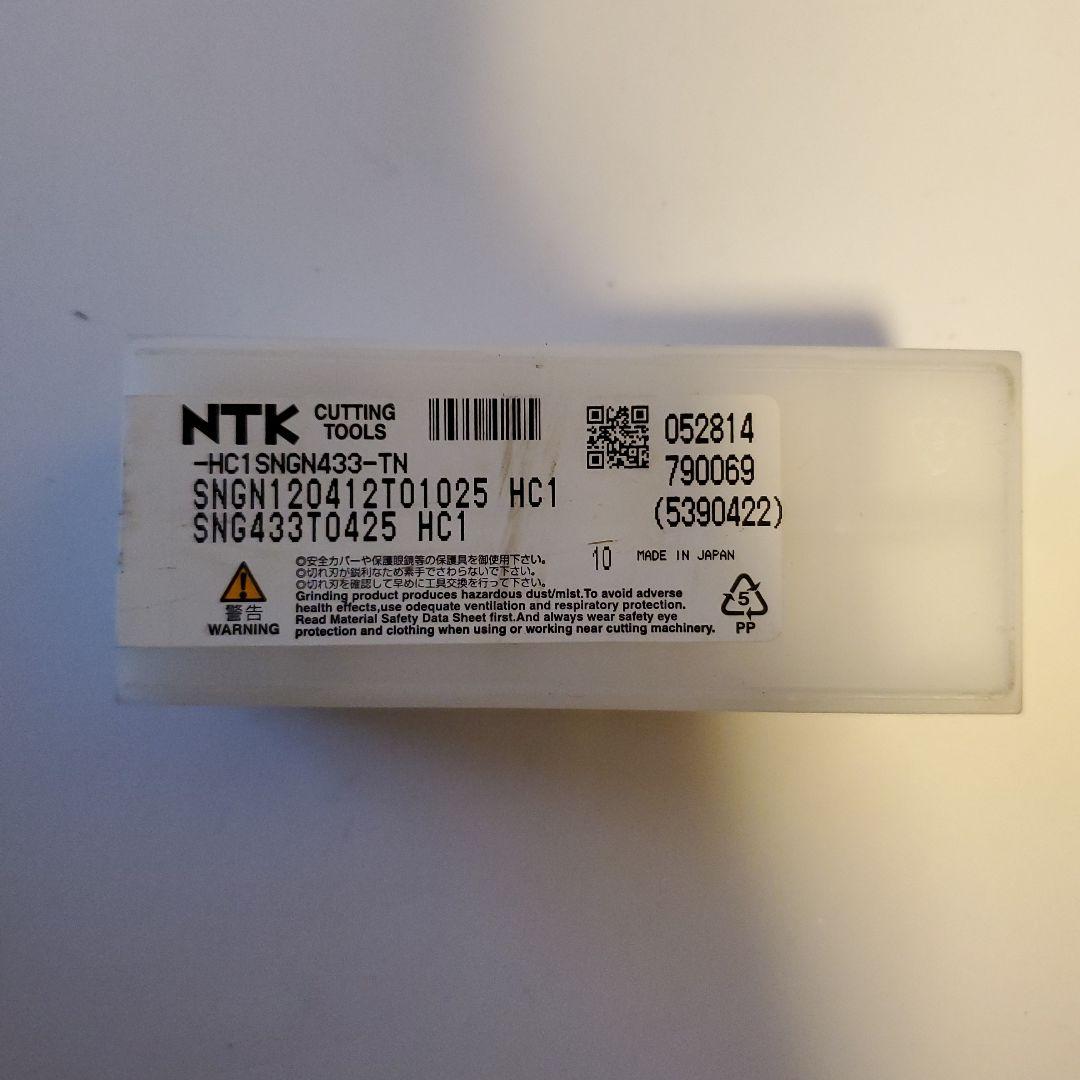 NTK CUTTING TOOLS
-HC1SNGN433-TN
SNGN120412T01025 HC1
SNG433T0425 HC1
052814
790069
(5390422)
10 MADE IN JAPAN
◎安全カバーや保護眼鏡等の保護具を御使用下さい。
◎切れ刃が鋭利なため素手でさわらないで下さい。
◎切れ刃を確認して早めに工具交換を行って下さい。
警告
WARNING
Grinding product produces hazardous dust/mist.To avoid adverse
health effects,use odequate ventilation and respiratory protection.
Read Material Safety Data Sheet first.And always wear safety eye
protection and clothing when using or working near cutting machinery.
5
PP